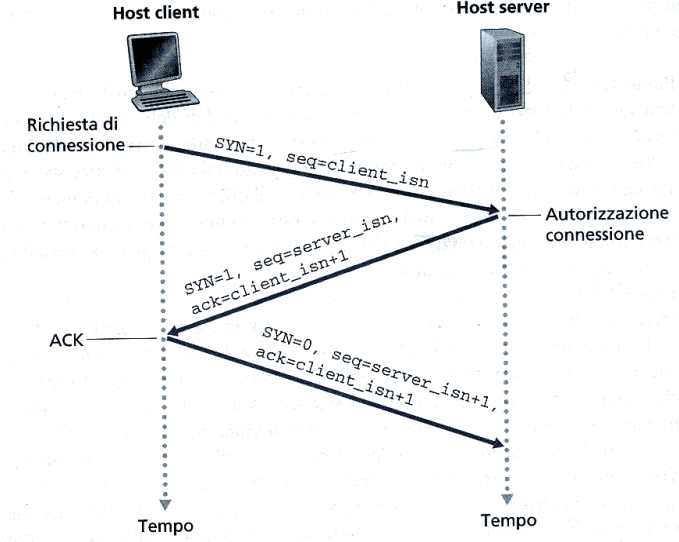 Host client
Host server
Richiesta di
connessione
SYN=1, seq=client_isn
Autorizzazione
connessione
SYN=1, seq=server_isn,
ack=client_isn+1
ACK
SYN=0, seq=server_isn+1,
ack=client_isn+1
Tempo
Tempo